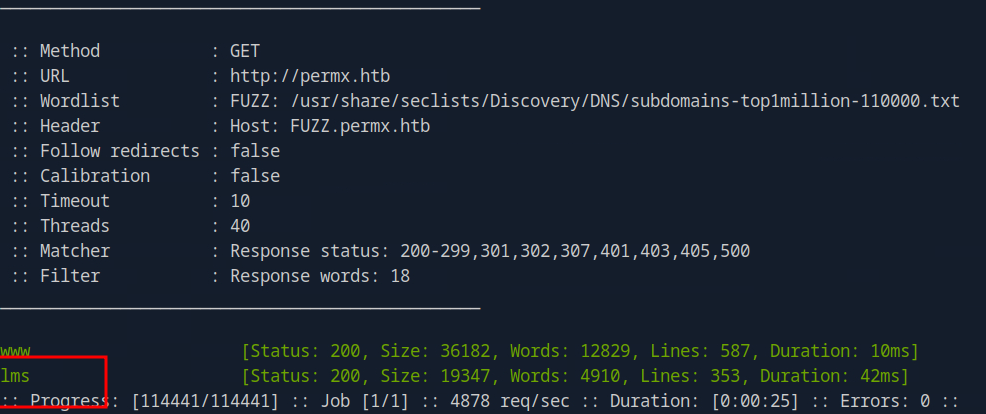 :: Method : GET
:: URL : http://permx.htb
:: Wordlist : FUZZ: /usr/share/seclists/Discovery/DNS/subdomains-top1million-110000.txt
:: Header : Host: FUZZ.permx.htb
:: Follow redirects : false
:: Calibration : false
:: Timeout : 10
:: Threads : 40
:: Matcher : Response status: 200-299,301,302,307,401,403,405,500
:: Filter : Response words: 18
www [Status: 200, Size: 36182, Words: 12829, Lines: 587, Duration: 10ms]
lms [Status: 200, Size: 19347, Words: 4910, Lines: 353, Duration: 42ms]
:: Progress: [114441/114441] :: Job [1/1] :: 4878 req/sec :: Duration: [0:00:25] :: Errors: 0 ::